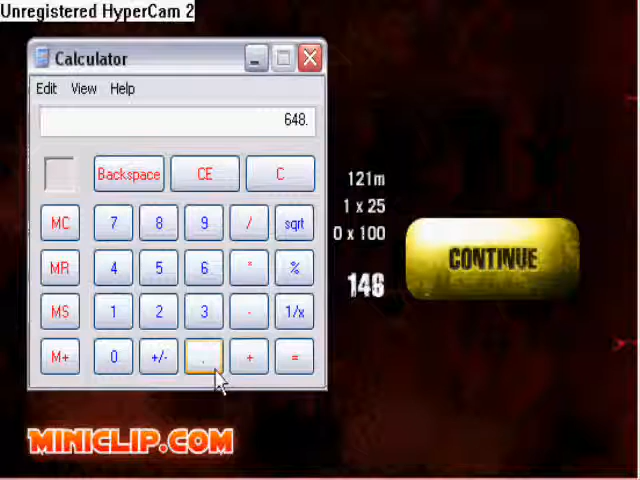 Unregistered HyperCam 2
Calculator
Edit View Help
648.
Backspace CE C
MC 7 8 9 / sqrt
MR 4 5 6 * %
MS 1 2 3 - 1/x
M+ 0 +/- . + =
121m
1 x 25
0 x 100
146
CONTINUE
MINICLIP.COM